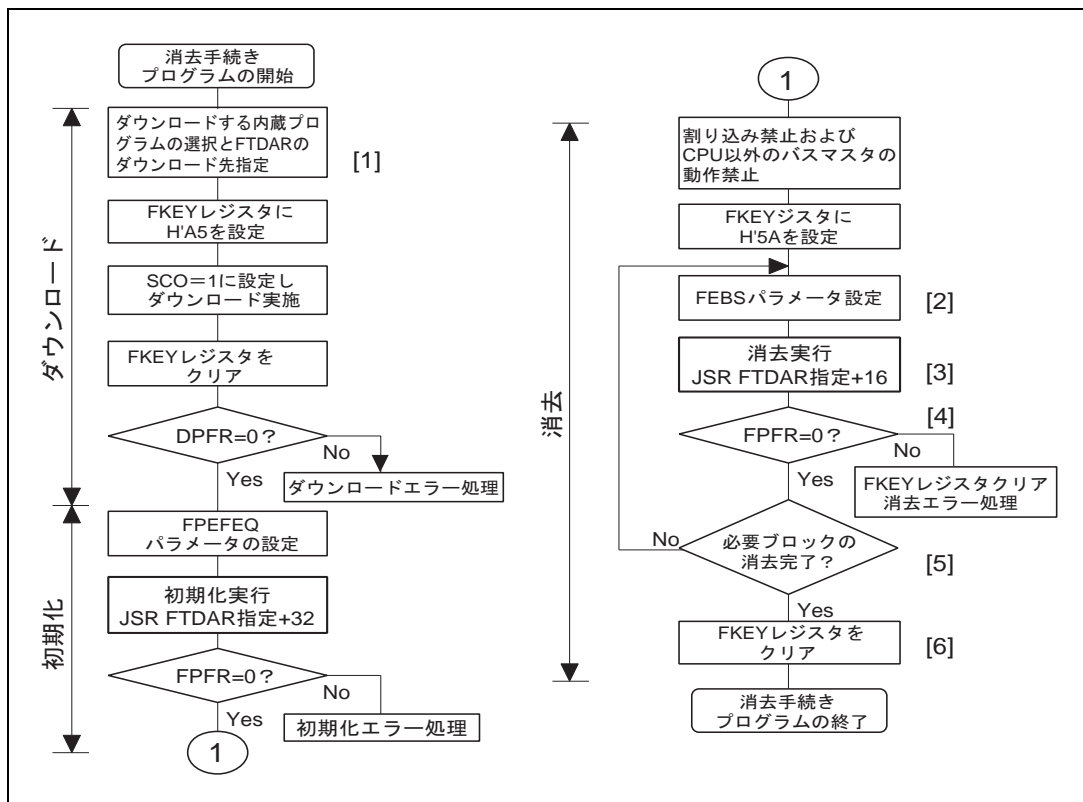 消去手続き
プログラムの開始
ダウンロード
ダウンロードする内蔵プロ
グラムの選択とFTDARの
ダウンロード先指定
[1]
FKEYレジスタに
H'A5を設定
SCO=1に設定し
ダウンロード実施
FKEYレジスタを
クリア
DPFR=0?
No
Yes
ダウンロードエラー処理
初期化
FPEFEQ
パラメータの設定
初期化実行
JSR FTDAR指定+32
FPFR=0?
No
Yes
初期化エラー処理
1
1
消去
割り込み禁止および
CPU以外のバスマスタの
動作禁止
FKEYジスタに
H'5Aを設定
FEBSパラメータ設定
[2]
消去実行
JSR FTDAR指定+16
[3]
[4]
FPFR=0?
No
Yes
FKEYレジスタクリア
消去エラー処理
No
必要ブロックの
消去完了?
[5]
Yes
FKEYレジスタを
クリア
[6]
消去手続き
プログラムの終了